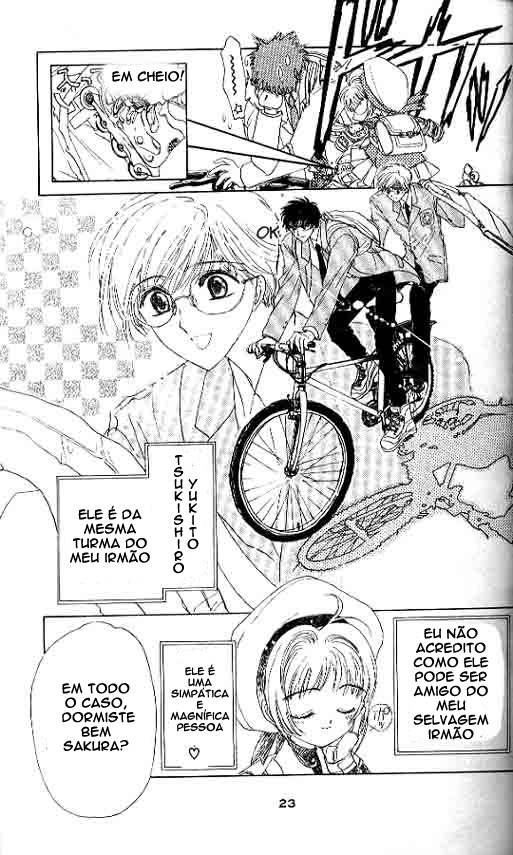 EM CHEIO!
OK
TSUKISHIRO
YUKITO
ELE É DA
MESMA
TURMA DO
MEU IRMÃO
EU NÃO
ACREDITO
COMO ELE
PODE SER
AMIGO DO
MEU
SELVAGEM
IRMÃO
ELE É
UMA
SIMPÁTICA
E
MAGNÍFICA
PESSOA
♡
EM TODO
O CASO,
DORMISTE
BEM
SAKURA?
23